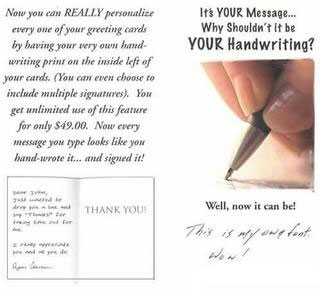 Now you can REALLY personalize
every one of your greeting cards
by having your very own hand-
writing print on the inside left of
your cards. (You can even choose to
include multiple signatures). You
get unlimited use of this feature
for only $49.00. Now every
message you type looks like you
hand-wrote it... and signed it!
Dear John,
Just wanted to
drop you a line and
say "Thanks" for
taking time out for
me.
I really appreciate
you and all you do.
THANK YOU!
It's YOUR Message...
Why Shouldn't it be
YOUR Handwriting?
Well, now it can be!
This is my own font.
Wow!